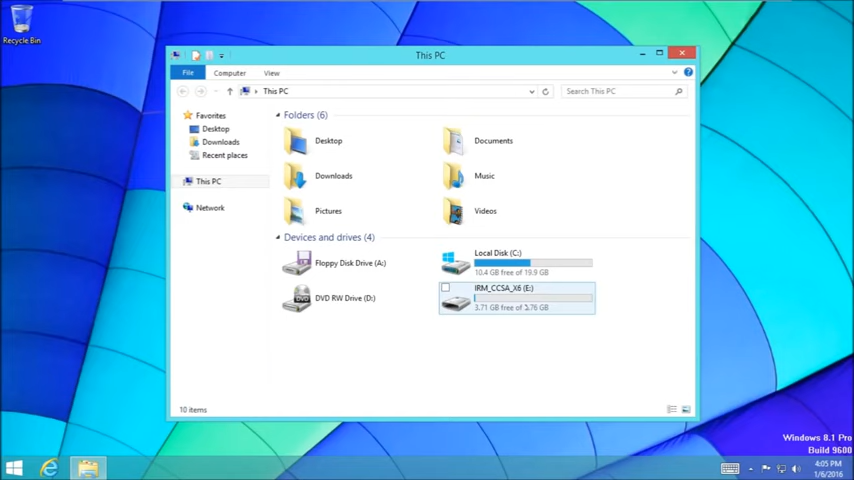 Recycle Bin
This PC
File Computer View
This PC
Search This PC
Favorites
Desktop
Downloads
Recent places
This PC
Network
Folders (6)
Desktop
Documents
Downloads
Music
Pictures
Videos
Devices and drives (4)
Floppy Disk Drive (A:)
Local Disk (C:)
10.4 GB free of 19.9 GB
DVD
DVD RW Drive (D:)
IRM_CCSA_X6 (E:)
3.71 GB free of 3.76 GB
10 items
Windows 8.1 Pro
Build 9600
4:05 PM
1/6/2016